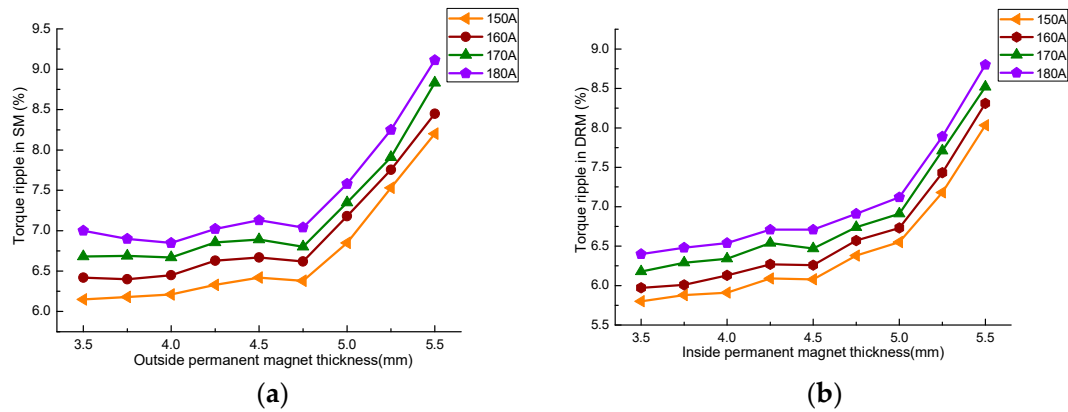 150A
160A
170A
180A
9.5
9.0
8.5
8.0
7.5
7.0
6.5
6.0
Torque ripple in SM (%)
3.5 4.0 4.5 5.0 5.5
Outside permanent magnet thickness(mm)
(a)
150A
160A
170A
180A
9.0
8.5
8.0
7.5
7.0
6.5
6.0
5.5
Torque ripple in DRM (%)
3.5 4.0 4.5 5.0 5.5
Inside permanent magnet thickness(mm)
(b)